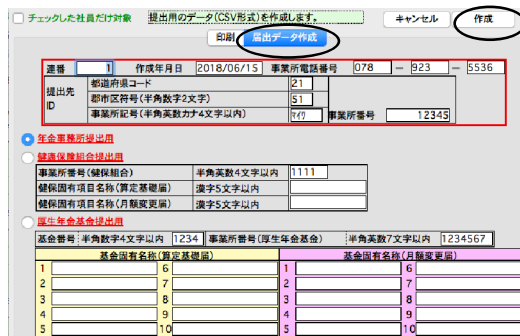 チェックした社員だけ対象 提出用のデータ(CSV形式)を作成します。 キャンセル 作成
印刷 届出データ作成
連番 1 作成年月日 2018/06/15 事業所電話番号 078 － 923 － 5536
提出先ID 都道府県コード 21
郡市区符号(半角数字2文字) 51
事業所記号(半角英数カナ4文字以内) ﾏｲﾜ 事業所番号 12345
年金事務所提出用
健康保険組合提出用
事業所番号(健保組合) 半角英数4文字以内 1111
健保固有項目名称(算定基礎届) 漢字5文字以内
健保固有項目名称(月額変更届) 漢字5文字以内
厚生年金基金提出用
基金番号 半角数字4文字以内 1234 事業所番号(厚生年金基金) 半角英数7文字以内 1234567
基金固有名称(算定基礎届) 基金固有名称(月額変更届)
1 6 1 6
2 7 2 7
3 8 3 8
4 9 4 9
5 10 5 10